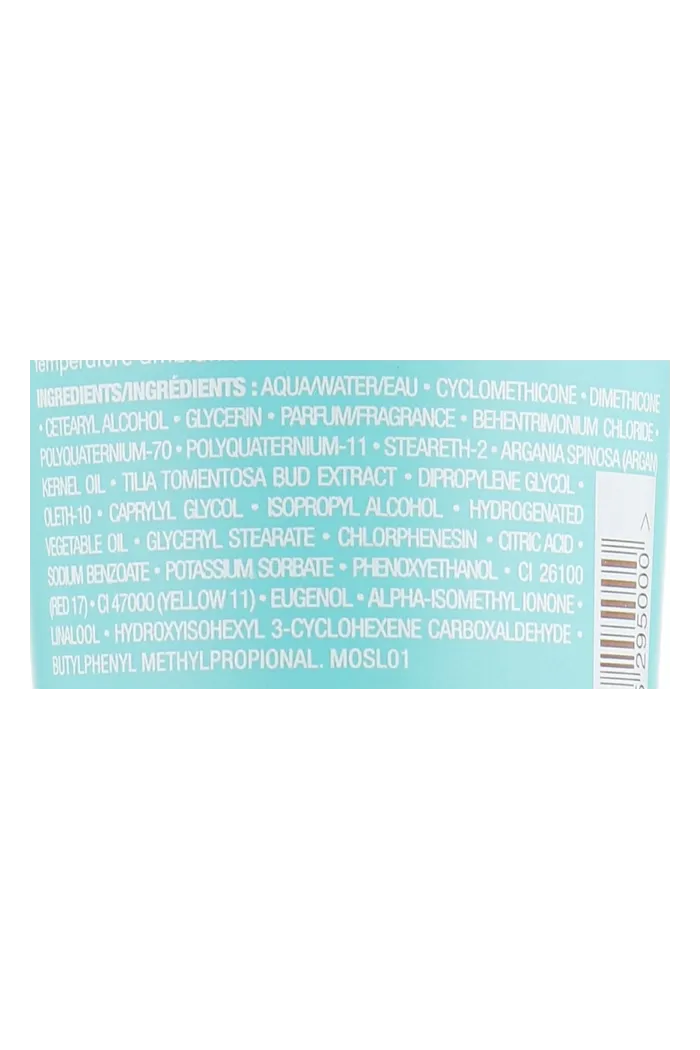 Température
INGREDIENTS/INGRÉDIENTS : AQUA/WATER/EAU • CYCLOMETHICONE • DIMETHICONE
• CETEARYL ALCOHOL • GLYCERIN • PARFUM/FRAGRANCE • BEHENTRIMONIUM CHLORIDE •
POLYQUATERNIUM-70 • POLYQUATERNIUM-11 • STEARETH-2 • ARGANIA SPINOSA (ARGAN)
KERNEL OIL • TILIA TOMENTOSA BUD EXTRACT • DIPROPYLENE GLYCOL •
OLETH-10 • CAPRYLYL GLYCOL • ISOPROPYL ALCOHOL • HYDROGENATED
VEGETABLE OIL • GLYCERYL STEARATE • CHLORPHENESIN • CITRIC ACID •
SODIUM BENZOATE • POTASSIUM SORBATE • PHENOXYETHANOL • CI 26100
(RED 17) • CI 47000 (YELLOW 11) • EUGENOL • ALPHA-ISOMETHYL IONONE •
LINALOOL • HYDROXYISOHEXYL 3-CYCLOHEXENE CARBOXALDEHYDE •
BUTYLPHENYL METHYLPROPIONAL. MOSL01
295000 >